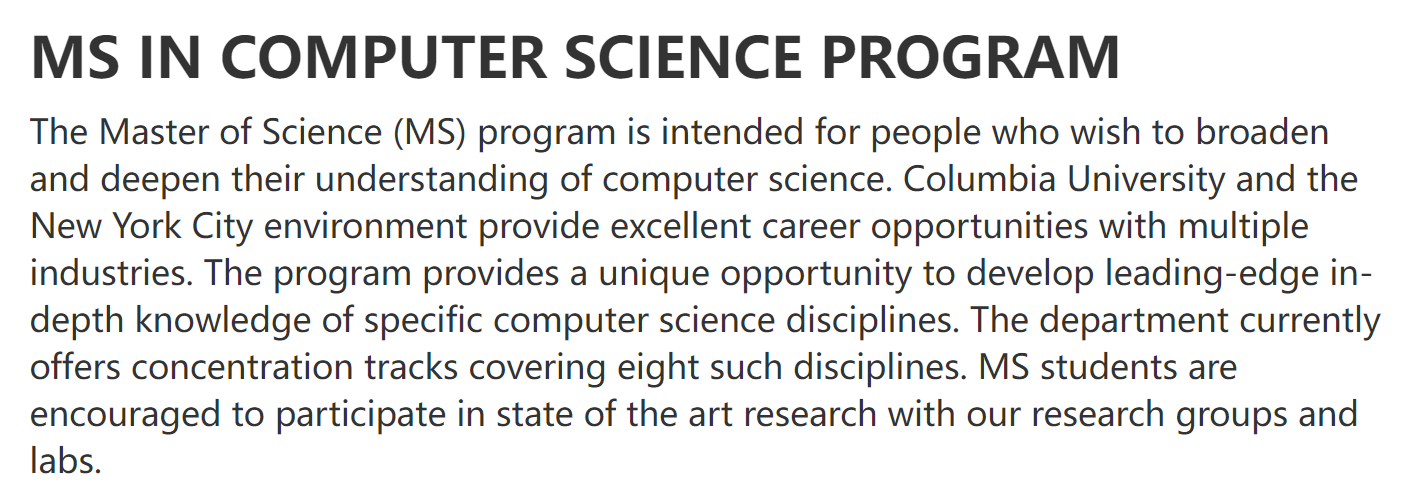 MS IN COMPUTER SCIENCE PROGRAM
The Master of Science (MS) program is intended for people who wish to broaden
and deepen their understanding of computer science. Columbia University and the
New York City environment provide excellent career opportunities with multiple
industries. The program provides a unique opportunity to develop leading-edge in-
depth knowledge of specific computer science disciplines. The department currently
offers concentration tracks covering eight such disciplines. MS students are
encouraged to participate in state of the art research with our research groups and
labs.